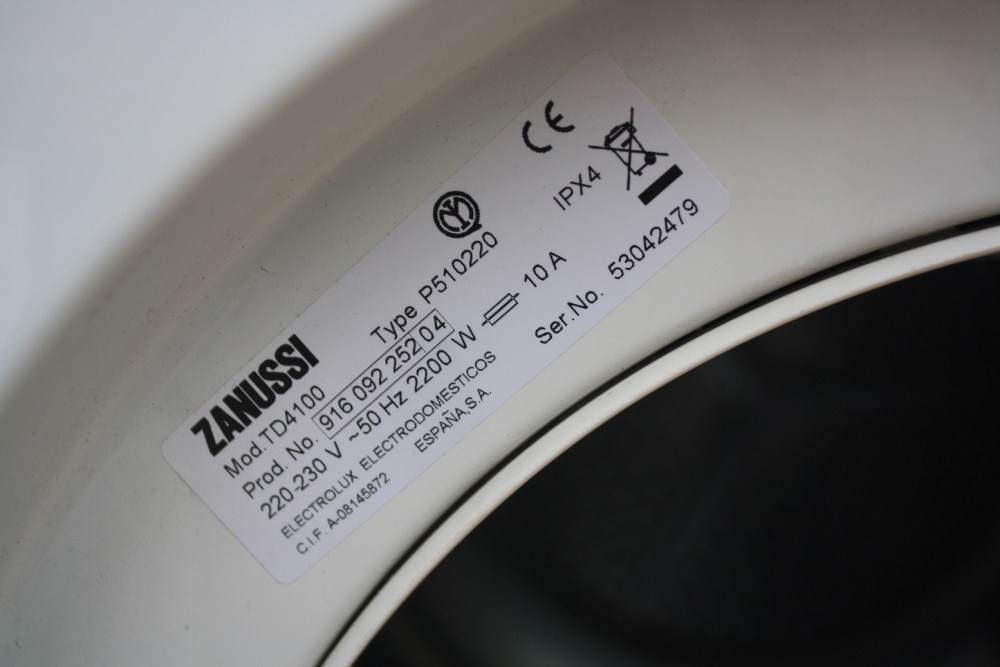 ZANUSSI
Mod. TD4100 Type P510220
Prod. No. 916 092 252 04
220-230 V ~50 Hz 2200 W 10 A
ELECTROLUX ELECTRODOMESTICOS
ESPAÑA,S.A.
C.I.F. A-08145872
CE
IPX4
Ser.No. 53042479